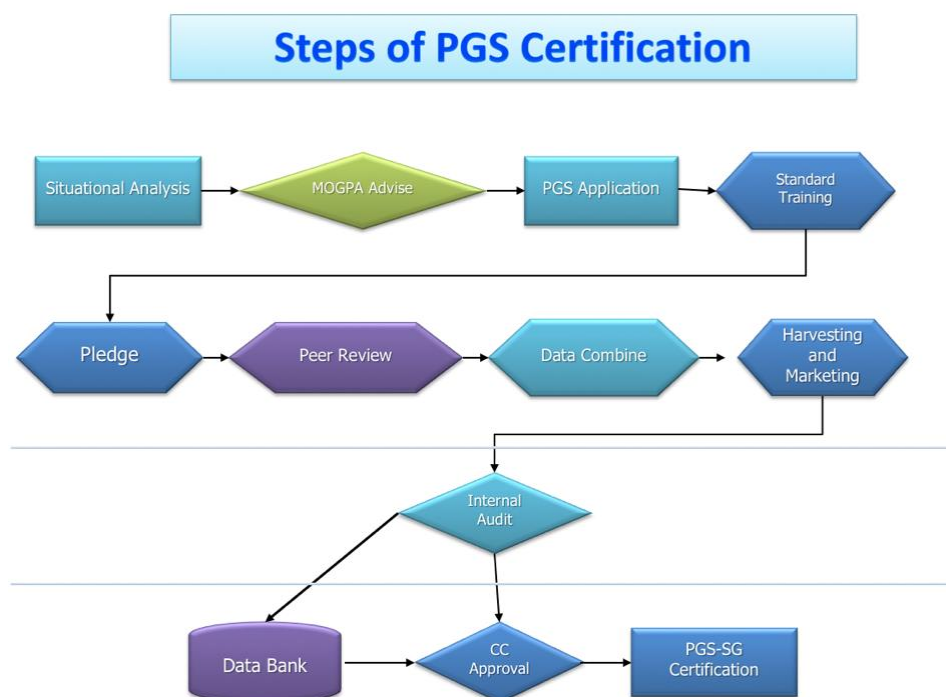 Steps of PGS Certification
Situational Analysis
MOGPA Advise
PGS Application
Standard
Training
Pledge
Peer Review
Data Combine
Harvesting
and
Marketing
Internal
Audit
Data Bank
CC
Approval
PGS-SG
Certification